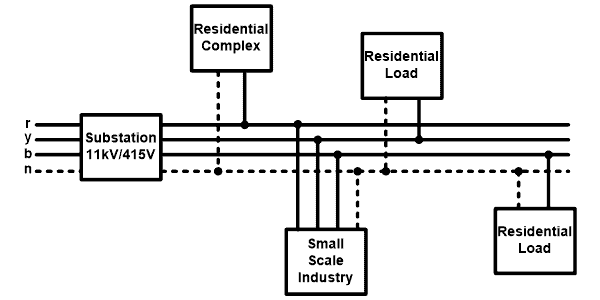 Residential
Complex
Residential
Load
r
y
b
n
Substation
11kV/415V
Small
Scale
Industry
Residential
Load